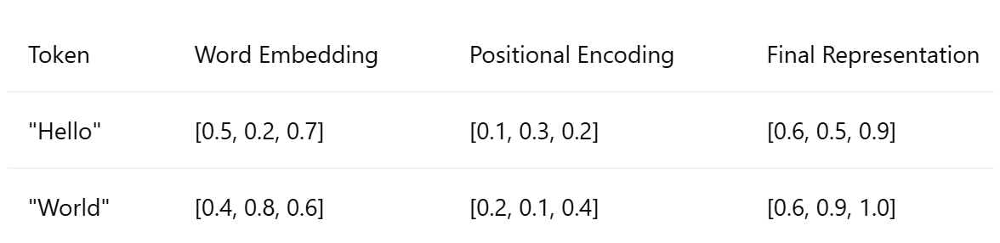 Token Word Embedding Positional Encoding Final Representation
"Hello" [0.5, 0.2, 0.7] [0.1, 0.3, 0.2] [0.6, 0.5, 0.9]
"World" [0.4, 0.8, 0.6] [0.2, 0.1, 0.4] [0.6, 0.9, 1.0]